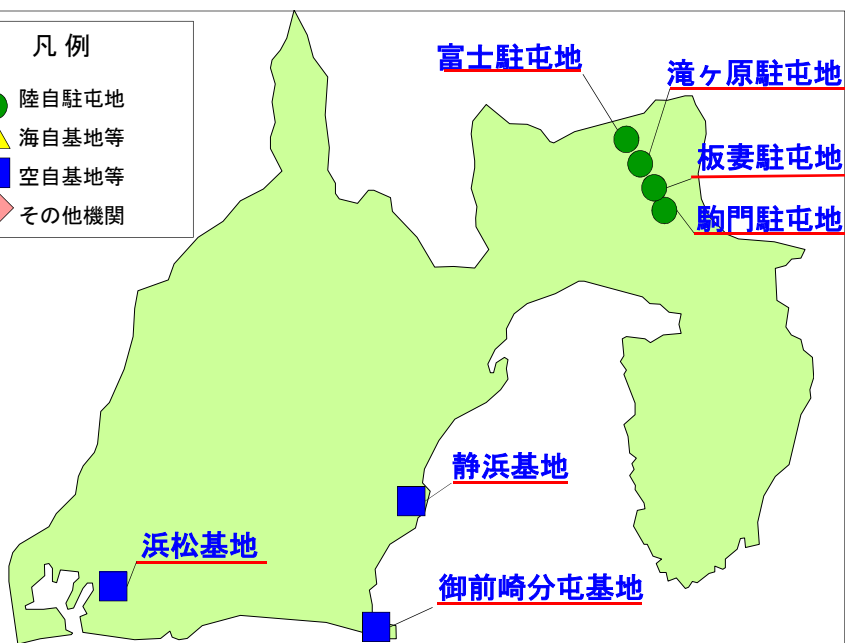 凡例
陸自駐屯地
海自基地等
空自基地等
その他機関
富士駐屯地
滝ヶ原駐屯地
板妻駐屯地
駒門駐屯地
静浜基地
浜松基地
御前崎分屯基地